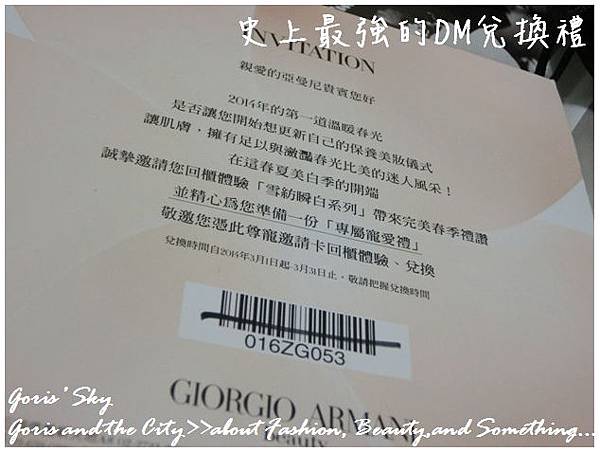 史上最強的DM兌換禮
INVITATION
親愛的亞曼尼貴賓您好
2014年的第一道溫暖春光
是否讓您開始想更新自己的保養美妝儀式
讓肌膚，擁有足以與瀲灩春光比美的迷人風采！
在這春夏美白季的開端
誠摯邀請您回櫃體驗「雪紡瞬白系列」帶來完美春季禮讚
並精心為您準備一份「專屬寵愛禮」
敬邀您憑此尊寵邀請卡回櫃體驗、兌換
兌換時間自2014年3月1日起-3月31日止，敬請把握兌換時間
016ZG053
GIORGIO ARMANI
beauty
Goris' Sky
Goris and the City>>about Fashion, Beauty,and Something...